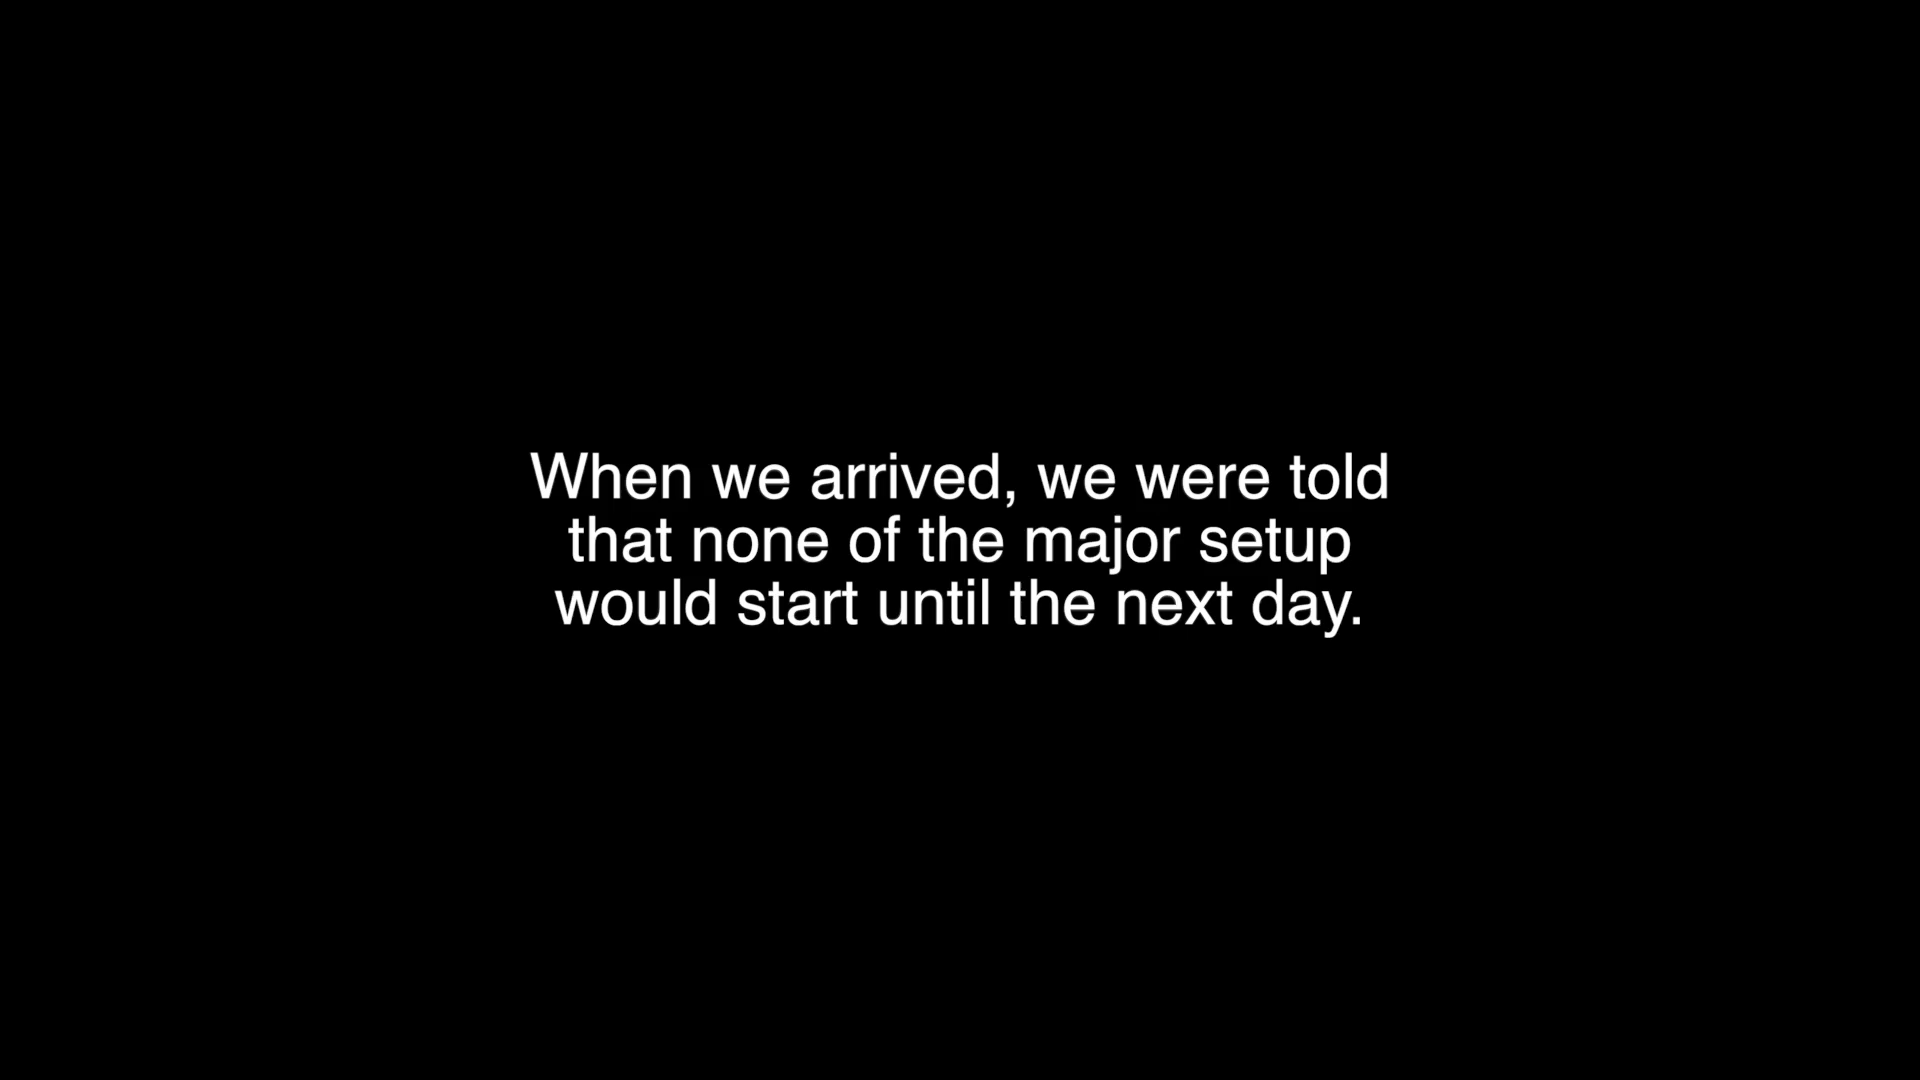 When we arrived, we were told
that none of the major setup
would start until the next day.